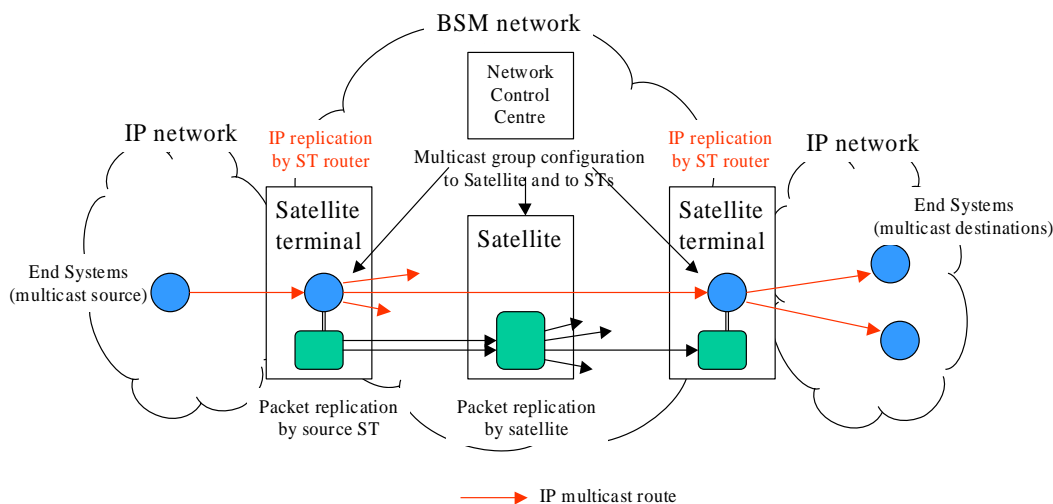 BSM network
Network
Control
Centre
IP network
IP replication
by ST router
IP replication
by ST router
IP network
Multicast group configuration
to Satellite and to STs
Satellite
terminal
Satellite
Satellite
terminal
End Systems
(multicast destinations)
End Systems
(multicast source)
Packet replication
by source ST
Packet replication
by satellite
IP multicast route